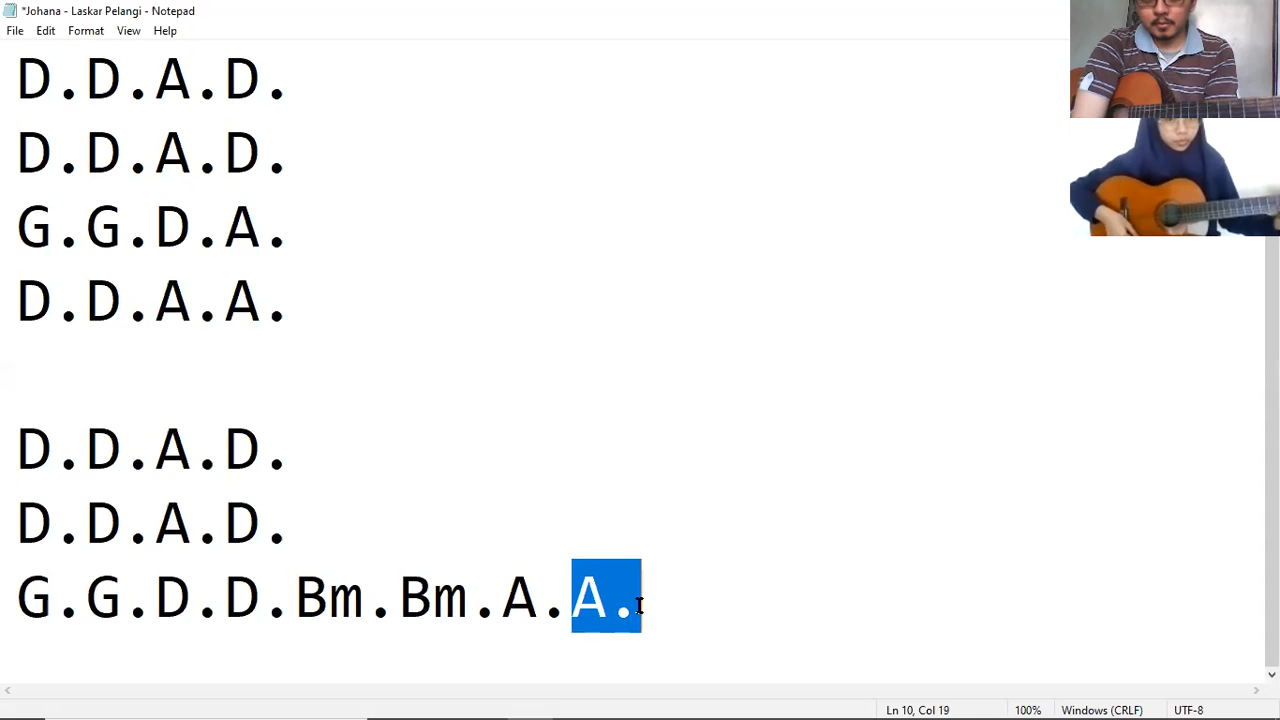 *Johana - Laskar Pelangi - Notepad
File Edit Format View Help
D.D.A.D.
D.D.A.D.
G.G.D.A.
D.D.A.A.
D.D.A.D.
D.D.A.D.
G.G.D.D.Bm.Bm.A.A.
Ln 10, Col 19 100% Windows (CRLF) UTF-8